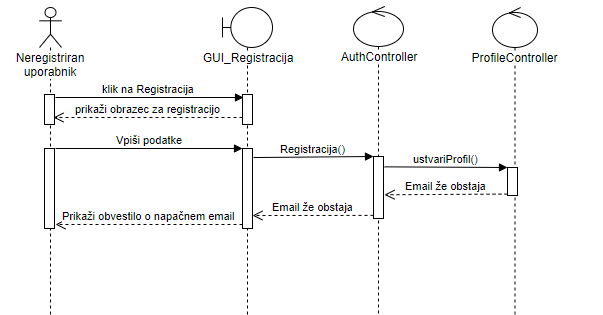 Neregistriran
uporabnik
GUI_Registracija
AuthController
ProfileController
klik na Registracija
prikaži obrazec za registracijo
Vpiši podatke
Registracija()
ustvariProfil()
Email že obstaja
Email že obstaja
Prikaži obvestilo o napačnem email